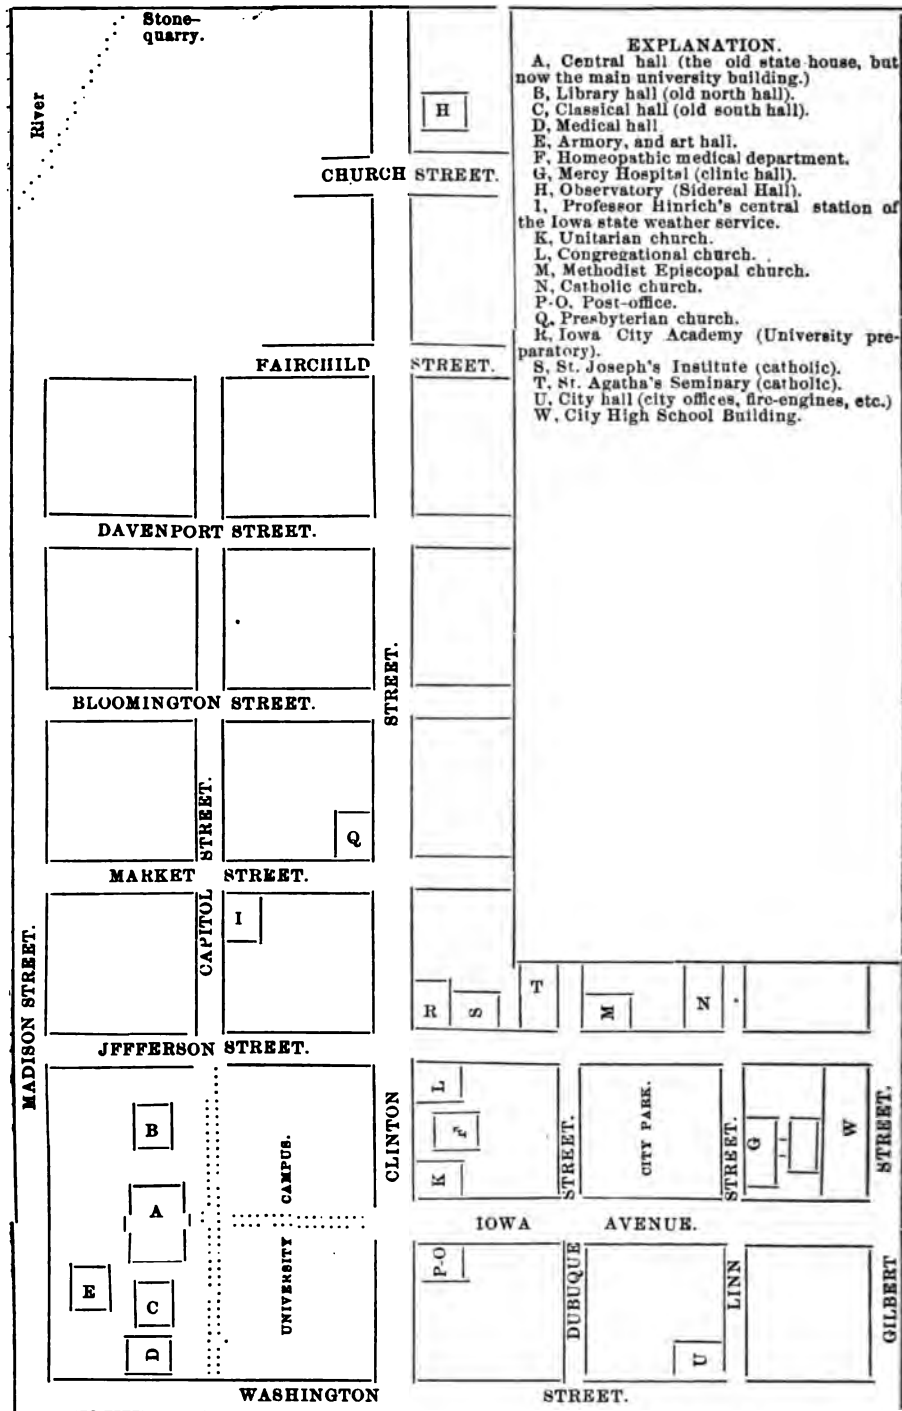 Stone-
quarry.
River
EXPLANATION.
A, Central hall (the old state house, but
now the main university building.)
B, Library hall (old north hall).
C, Classical hall (old south hall).
D, Medical hall
E, Armory, and art hall.
F, Homeopathic medical department.
G, Mercy Hospital (clinic hall).
H, Observatory (Sidereal Hall).
I, Professor Hinrich's central station of
the Iowa state weather service.
K, Unitarian church.
L, Congregational church.
M, Methodist Episcopal church.
N, Catholic church.
P-O. Post-office.
Q, Presbyterian church.
R, Iowa City Academy (University pre-
paratory).
S, St. Joseph's Institute (catholic).
T, St. Agatha's Seminary (catholic).
U, City hall (city offices, fire-engines, etc.)
W, City High School Building.
H
CHURCH STREET.
FAIRCHILD STREET.
DAVENPORT STREET.
BLOOMINGTON STREET.
STREET.
STREET.
Q
MARKET STREET.
CAPITOL
I
MADISON STREET.
R
S
T
M
N
JFFFERSON STREET.
CLINTON
L
F
K
STREET.
CITY PARK.
STREET.
G
W
STREET.
B
A
CAMPUS.
IOWA AVENUE.
E
C
D
UNIVERSITY
P-O
DUBUQUE
U
LINN
GILBERT
WASHINGTON STREET.